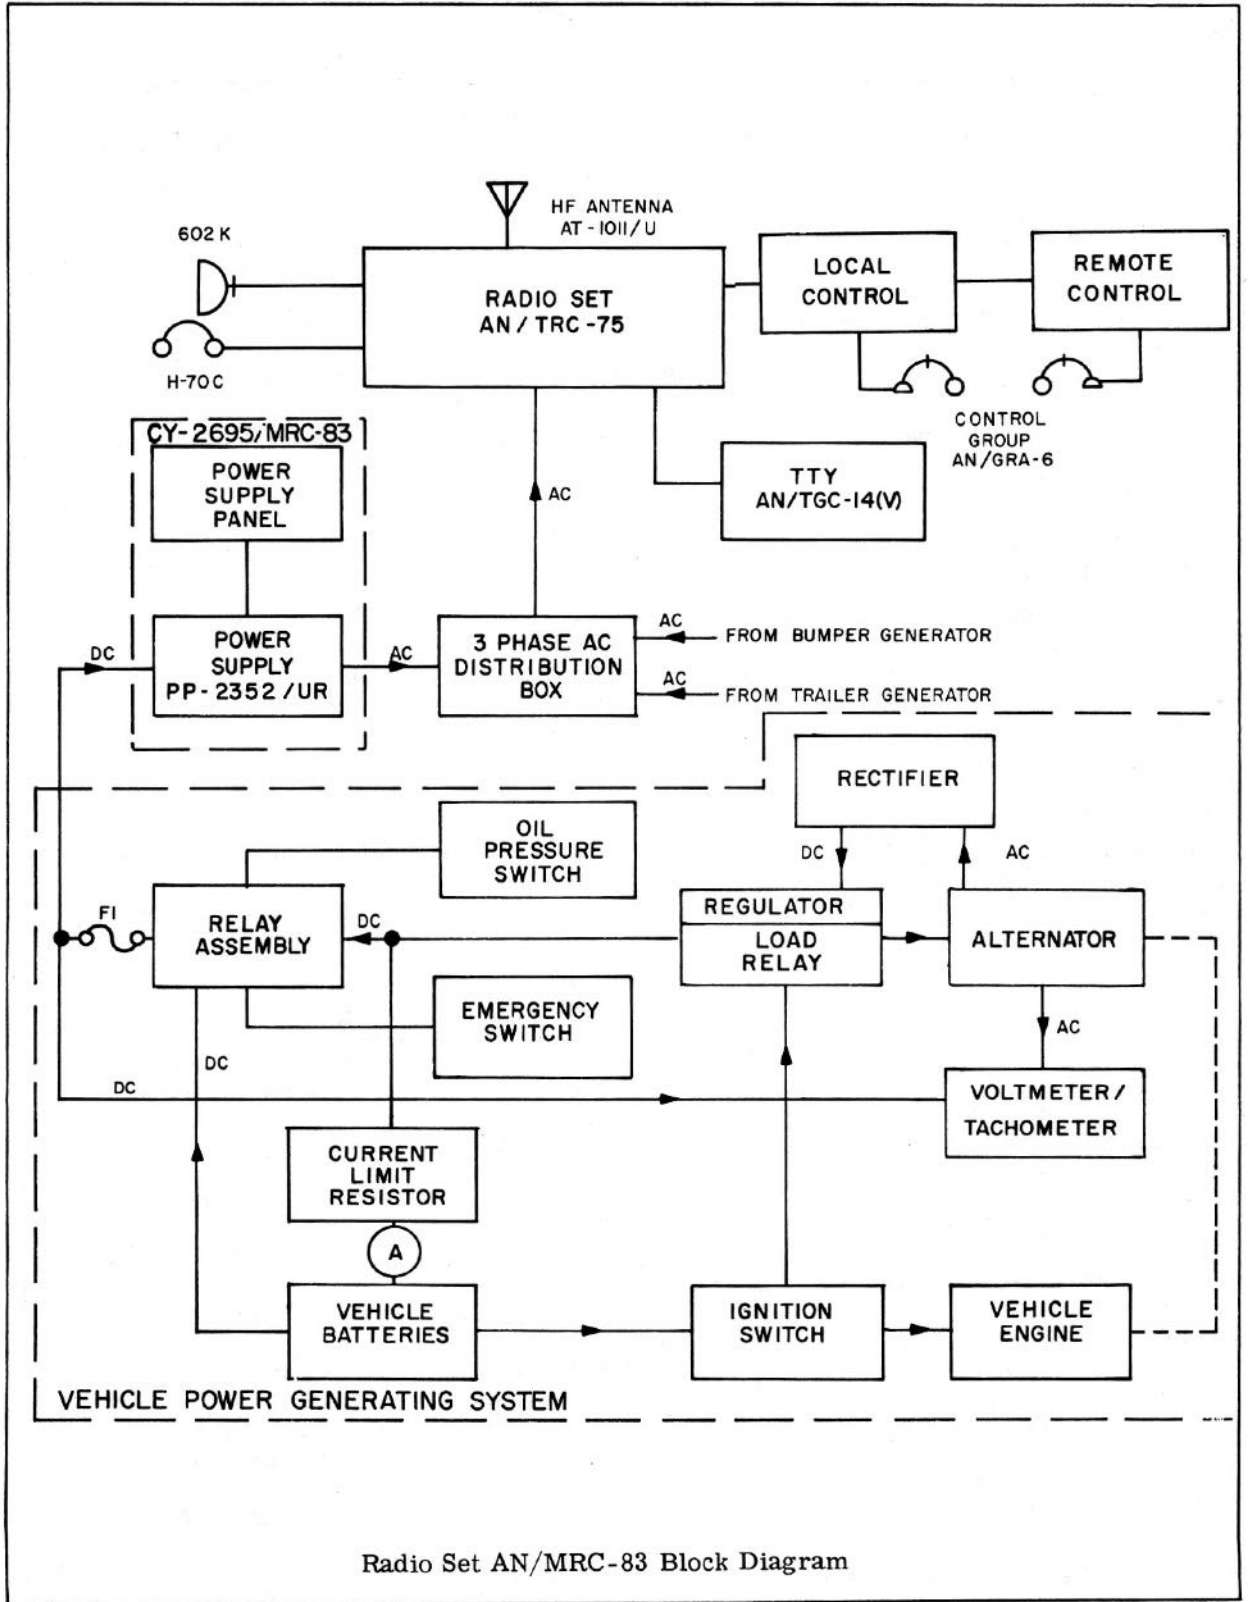 602 K
HF ANTENNA
AT-1011/U
H-70C
RADIO SET
AN/TRC-75
LOCAL
CONTROL
REMOTE
CONTROL
CONTROL
GROUP
AN/GRA-6
CY-2695/MRC-83
POWER
SUPPLY
PANEL
AC
TTY
AN/TGC-14(V)
DC
POWER
SUPPLY
PP-2352/UR
AC
3 PHASE AC
DISTRIBUTION
BOX
AC
FROM BUMPER GENERATOR
AC
FROM TRAILER GENERATOR
RECTIFIER
OIL
PRESSURE
SWITCH
DC
AC
F1
RELAY
ASSEMBLY
DC
REGULATOR
LOAD
RELAY
ALTERNATOR
EMERGENCY
SWITCH
DC
AC
DC
VOLTMETER/
TACHOMETER
CURRENT
LIMIT
RESISTOR
A
VEHICLE
BATTERIES
IGNITION
SWITCH
VEHICLE
ENGINE
VEHICLE POWER GENERATING SYSTEM
Radio Set AN/MRC-83 Block Diagram